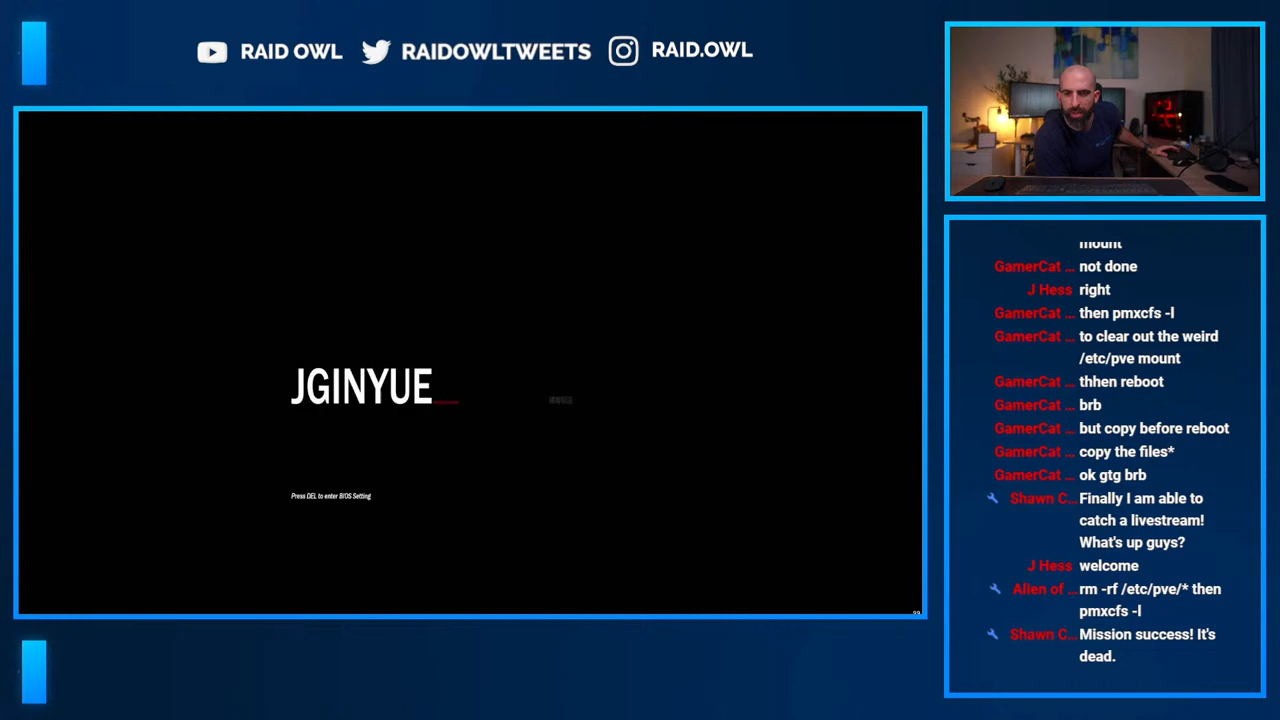 RAID OWL
RAIDOWLTWEETS
RAID.OWL
JGINYUE
Press DEL to enter BIOS Setting
99
mount
GamerCat ... not done
J Hess right
GamerCat ... then pmxcfs -l
GamerCat ... to clear out the weird
/etc/pve mount
GamerCat ... thhen reboot
GamerCat ... brb
GamerCat ... but copy before reboot
GamerCat ... copy the files*
GamerCat ... ok gtg brb
Shawn C... Finally I am able to
catch a livestream!
What's up guys?
J Hess welcome
Alien of ... rm -rf /etc/pve/* then
pmxcfs -l
Shawn C... Mission success! It's
dead.